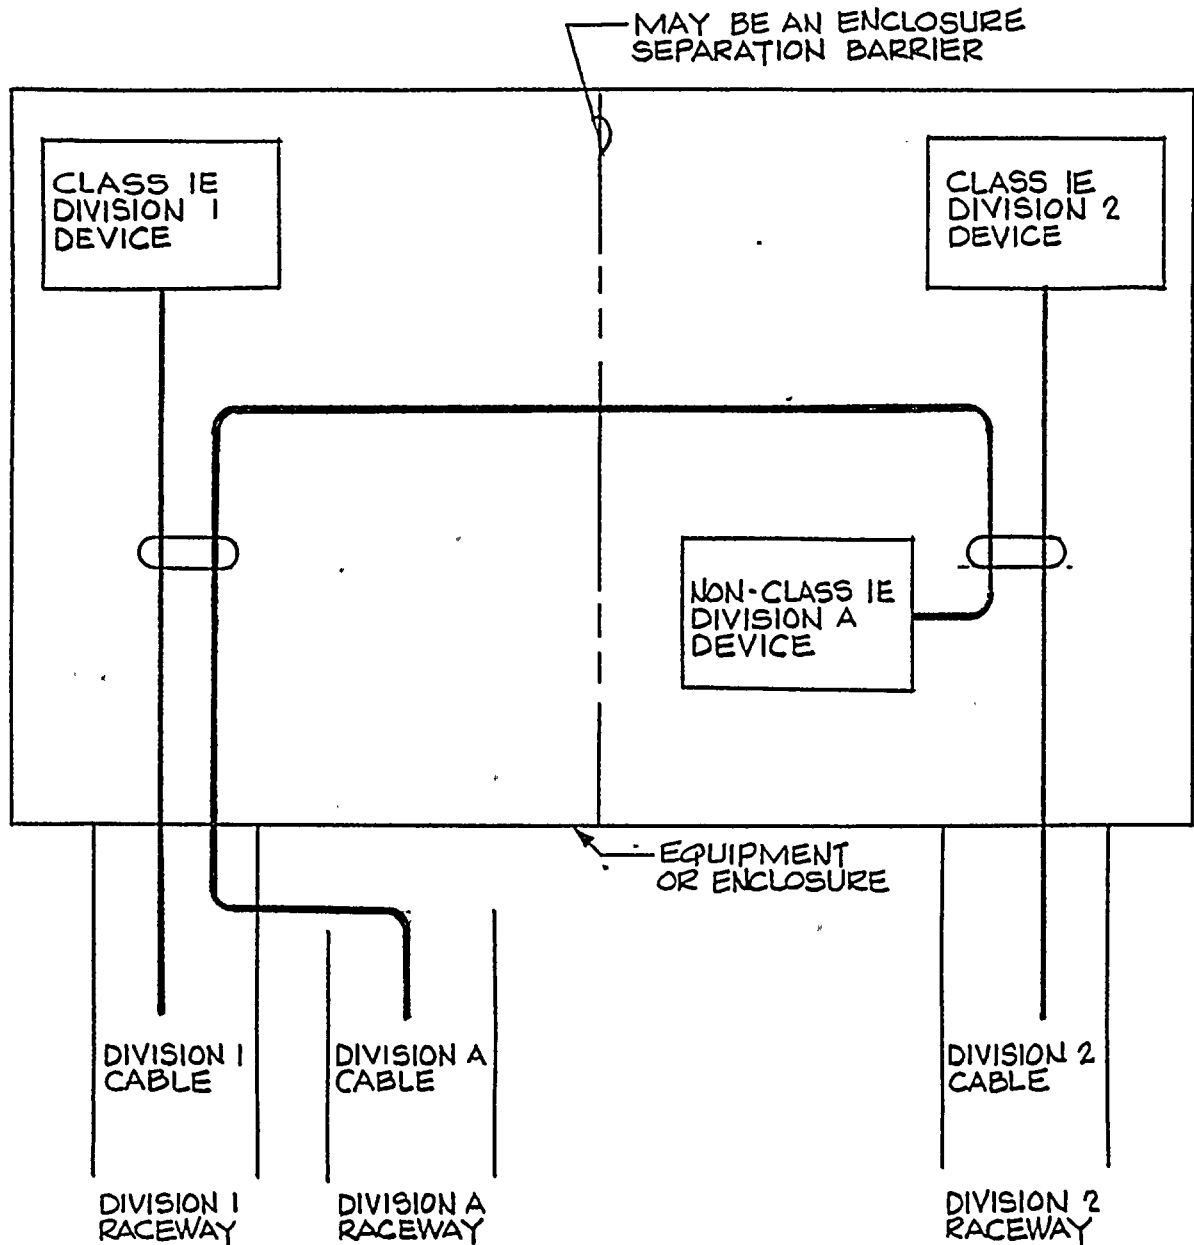 MAY BE AN ENCLOSURE
SEPARATION BARRIER
CLASS IE
DIVISION 1
DEVICE
CLASS IE
DIVISION 2
DEVICE
NON-CLASS IE
DIVISION A
DEVICE
EQUIPMENT
OR ENCLOSURE
DIVISION 1
CABLE
DIVISION A
CABLE
DIVISION 2
CABLE
DIVISION 1
RACEWAY
DIVISION A
RACEWAY
DIVISION 2
RACEWAY